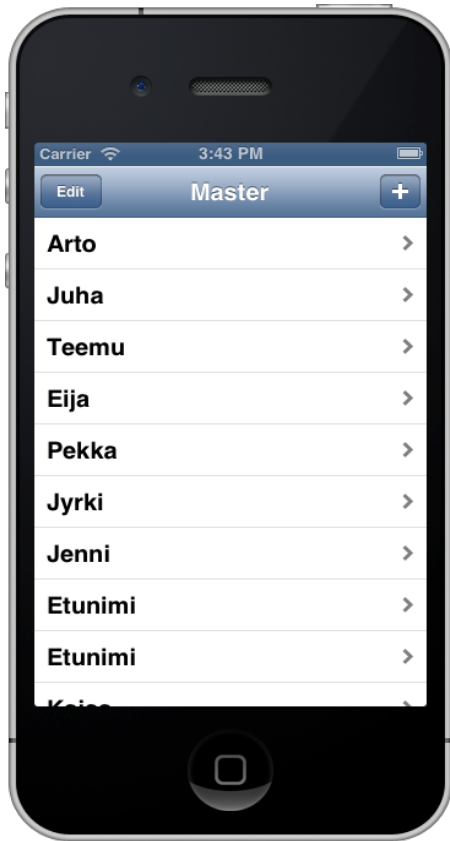 Carrier 3:43 PM
Edit Master +
Arto
Juha
Teemu
Eija
Pekka
Jyrki
Jenni
Etunimi
Etunimi